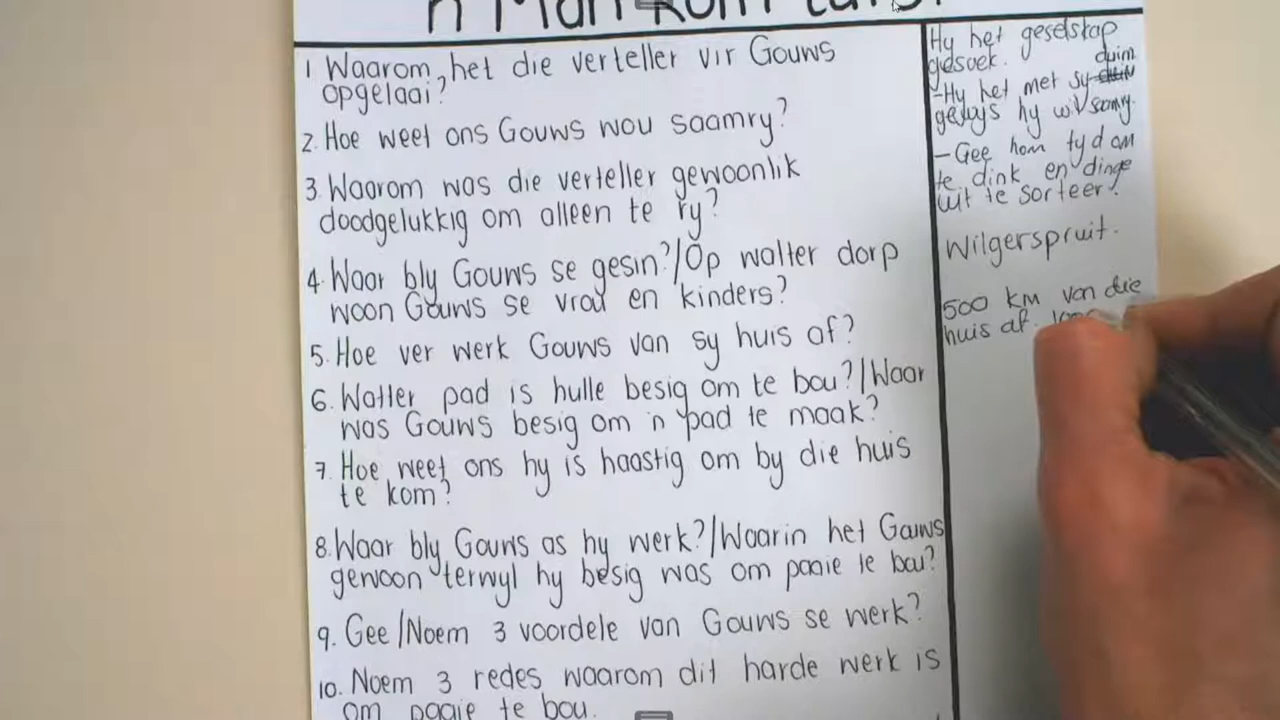 'n Man kom tuis
1 Waarom, het die verteller vir Gouws
opgelaai?
2. Hoe weet ons Gouws wou saamry?
3. Waarom was die verteller gewoonlik
doodgelukkig om alleen te ry?
4. Waar bly Gouws se gesin?/Op watter dorp
woon Gouws se vrou en kinders?
5. Hoe ver werk Gouws van sy huis af?
6. Watter pad is hulle besig om te bou?/Waar
was Gouws besig om 'n pad te maak?
7. Hoe weet ons hy is haastig om by die huis
te kom?
8. Waar bly Gouws as hy werk?/Waarin het Gouws
gewoon terwyl hy besig was om paaie te bou?
9. Gee/Noem 3 voordele van Gouws se werk?
10. Noem 3 redes waarom dit harde werk is
om paaie te bou.
Hy het geselskap
gesoek.
duim
-Hy het met sy
gewys hy wil saamry.
-Gee hom tyd om
te dink en dinge
uit te sorteer!
Wilgerspruit.
500 km van die
huis af.